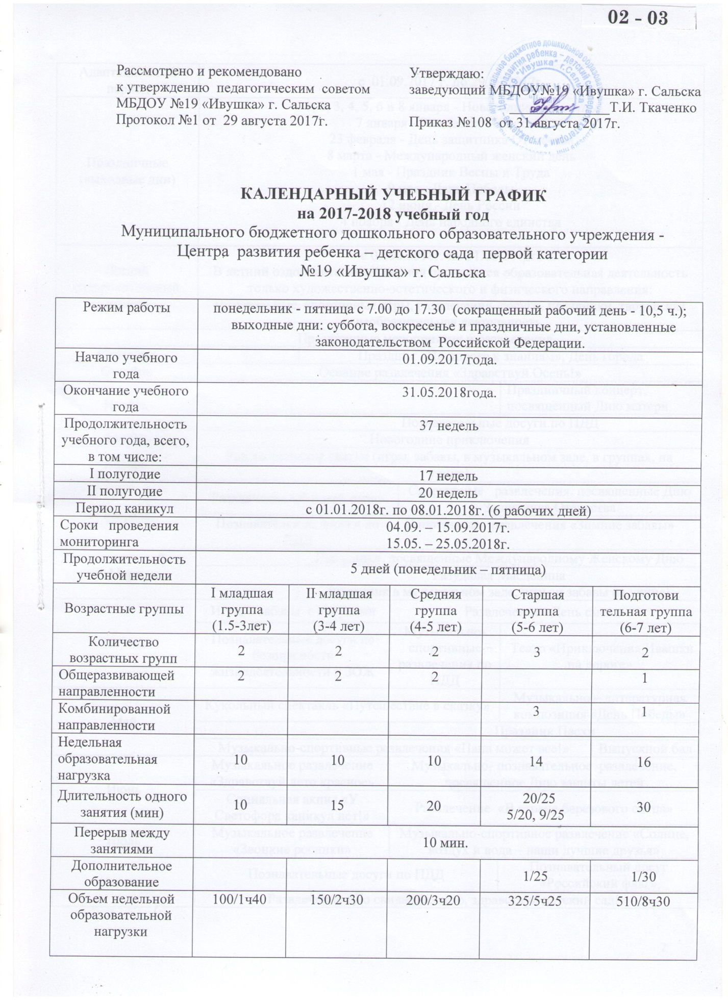 02 - 03
Рассмотрено и рекомендовано
к утверждению педагогическим советом
МБДОУ №19 «Ивушка» г. Сальска
Протокол №1 от 29 августа 2017г.
Утверждаю:
заведующий МБДОУ №19 «Ивушка» г. Сальска
Т.И. Ткаченко
Приказ №108 от 31 августа 2017г.
КАЛЕНДАРНЫЙ УЧЕБНЫЙ ГРАФИК
на 2017-2018 учебный год
Муниципального бюджетного дошкольного образовательного учреждения -
Центра развития ребенка – детского сада первой категории
№19 «Ивушка» г. Сальска
Режим работы
понедельник - пятница с 7.00 до 17.30 (сокращенный рабочий день - 10,5 ч.);
выходные дни: суббота, воскресенье и праздничные дни, установленные
законодательством Российской Федерации.
Начало учебного
года
01.09.2017года.
Окончание учебного
года
31.05.2018года.
Продолжительность
учебного года, всего,
в том числе:
37 недель
I полугодие
17 недель
II полугодие
20 недель
Период каникул
с 01.01.2018г. по 08.01.2018г. (6 рабочих дней)
Сроки проведения
мониторинга
04.09. – 15.09.2017г.
15.05. – 25.05.2018г.
Продолжительность
учебной недели
5 дней (понедельник – пятница)
Возрастные группы
I младшая
группа
(1.5-3лет)
II младшая
группа
(3-4 лет)
Средняя
группа
(4-5 лет)
Старшая
группа
(5-6 лет)
Подготови
тельная группа
(6-7 лет)
Количество
возрастных групп
2 2 2 3 2
Общеразвивающей
направленности
2 2 2 1
Комбинированной
направленности
3 1
Недельная
образовательная
нагрузка
10 10 10 14 16
Длительность одного
занятия (мин)
10 15 20
20/25
5/20, 9/25
30
Перерыв между
занятиями
10 мин.
Дополнительное
образование
1/25 1/30
Объем недельной
образовательной
нагрузки
100/1ч40 150/2ч30 200/3ч20 325/5ч25 510/8ч30